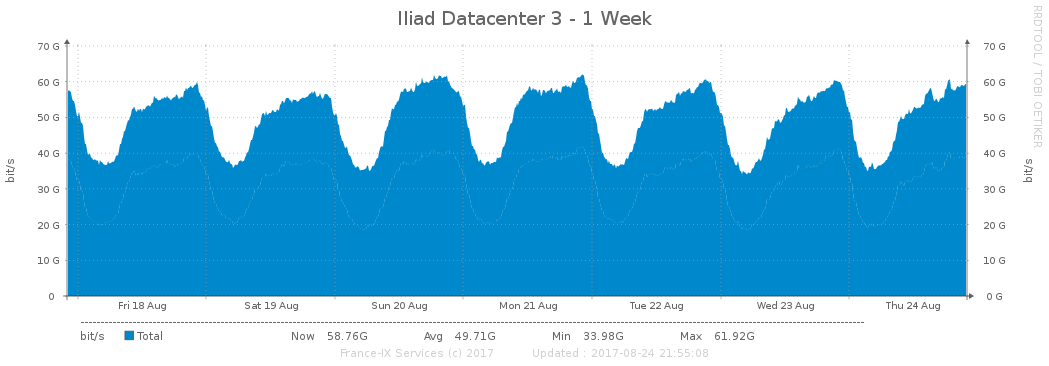 Iliad Datacenter 3 - 1 Week
RRDTOOL / TOBI OETIKER
70 G 70 G
60 G 60 G
50 G 50 G
40 G 40 G
30 G 30 G
20 G 20 G
10 G 10 G
0 0 G
bit/s bit/s
Fri 18 Aug Sat 19 Aug Sun 20 Aug Mon 21 Aug Tue 22 Aug Wed 23 Aug Thu 24 Aug
bit/s Total Now 58.76G Avg 49.71G Min 33.98G Max 61.92G
France-IX Services (c) 2017 Updated : 2017-08-24 21:55:08